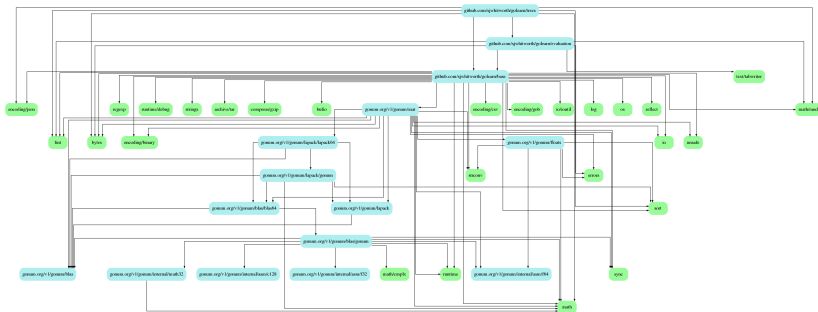 github.com/sjwhitworth/golearn/trees
github.com/sjwhitworth/golearn/evaluation
github.com/sjwhitworth/golearn/base
text/tabwriter
encoding/json
regexp
runtime/debug
strings
archive/tar
compress/gzip
bufio
gonum.org/v1/gonum/mat
encoding/csv
encoding/gob
io/ioutil
log
os
reflect
math/rand
fmt
bytes
encoding/binary
gonum.org/v1/gonum/lapack/lapack64
gonum.org/v1/gonum/floats
io
unsafe
gonum.org/v1/gonum/lapack/gonum
strconv
errors
gonum.org/v1/gonum/blas/blas64
gonum.org/v1/gonum/lapack
sort
gonum.org/v1/gonum/blas/gonum
gonum.org/v1/gonum/blas
gonum.org/v1/gonum/internal/math32
gonum.org/v1/gonum/internal/asm/c128
gonum.org/v1/gonum/internal/asm/f32
math/cmplx
runtime
gonum.org/v1/gonum/internal/asm/f64
sync
math